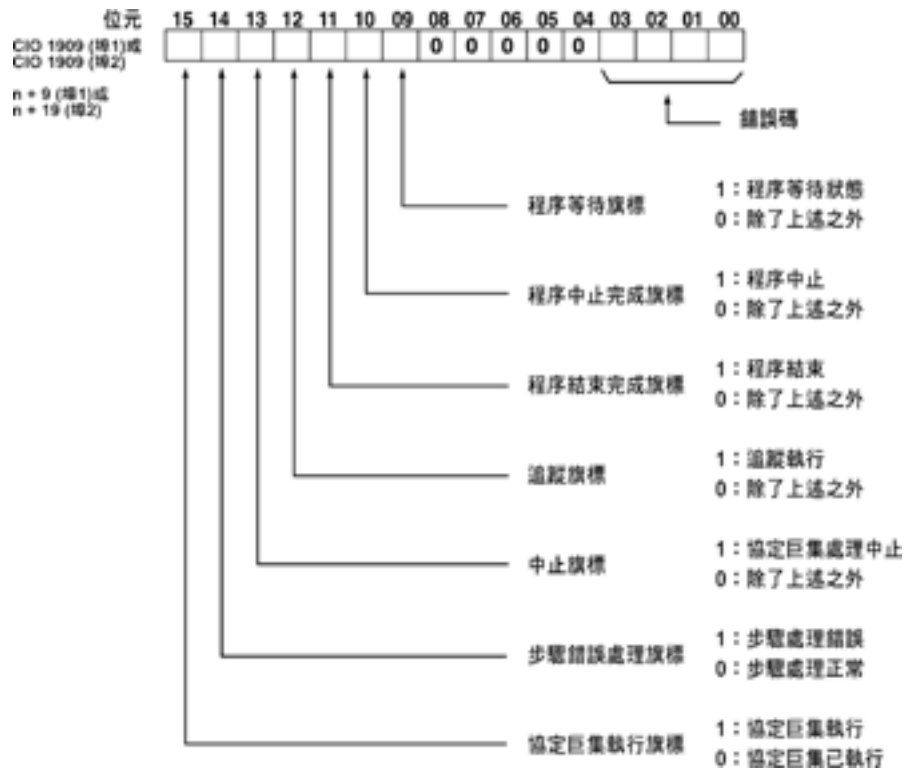 位元 15 14 13 12 11 10 09 08 07 06 05 04 03 02 01 00
CIO 1909 (埠1)或 0 0 0 0 0
CIO 1909 (埠2)
n + 9 (埠1)或
n + 19 (埠2)
錯誤碼
程序等待旗標 1：程序等待狀態
0：除了上述之外
程序中止完成旗標 1：程序中止
0：除了上述之外
程序結束完成旗標 1：程序結束
0：除了上述之外
追蹤旗標 1：追蹤執行
0：除了上述之外
中止旗標 1：協定巨集處理中止
0：除了上述之外
步驟錯誤處理旗標 1：步驟處理錯誤
0：步驟處理正常
協定巨集執行旗標 1：協定巨集執行
0：協定巨集已執行